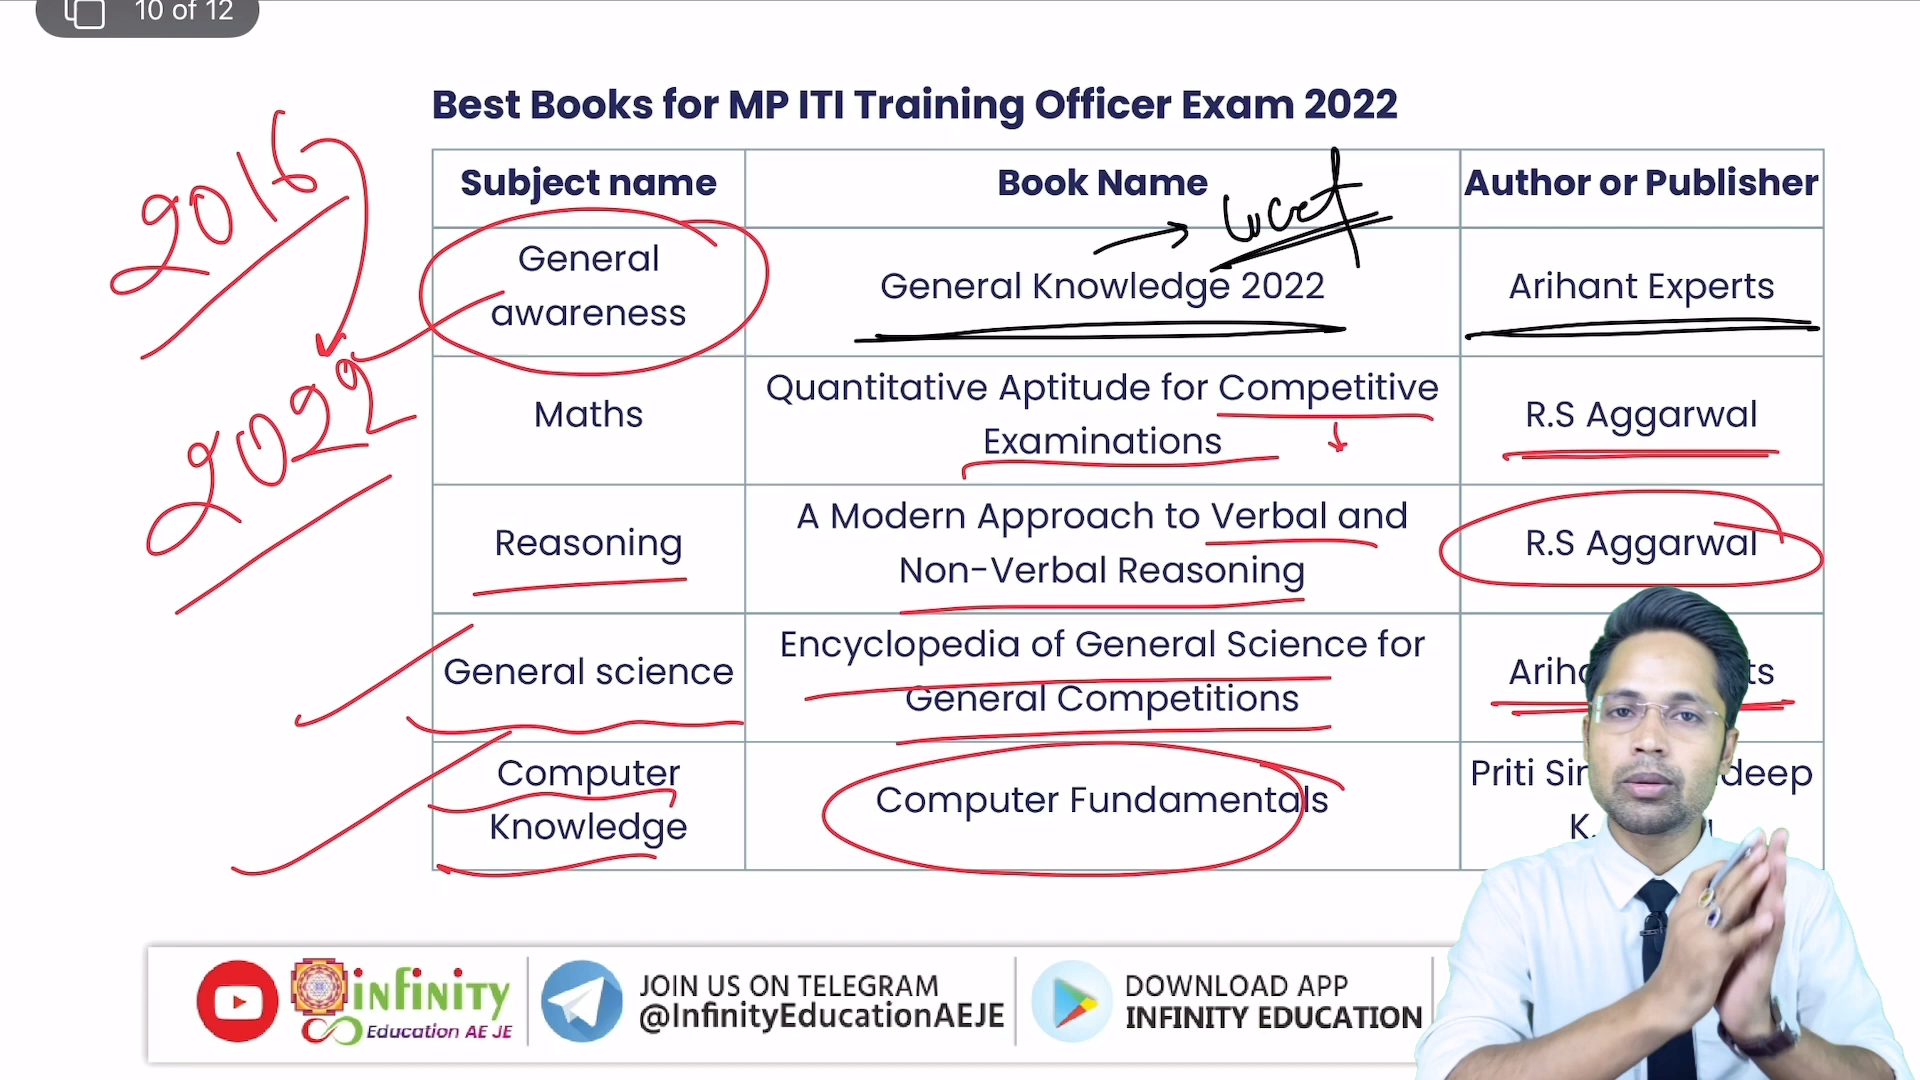 10 of 12
Best Books for MP ITI Training Officer Exam 2022
Subject name Book Name Author or Publisher
2016
Lucent
General
awareness
General Knowledge 2022
Arihant Experts
2022
Maths
Quantitative Aptitude for Competitive
Examinations
R.S Aggarwal
Reasoning
A Modern Approach to Verbal and
Non-Verbal Reasoning
R.S Aggarwal
General science
Encyclopedia of General Science for
General Competitions
Computer
Knowledge
Computer Fundamentals
Priti
K.
infinity
Education AE JE
JOIN US ON TELEGRAM
@InfinityEducationAEJE
DOWNLOAD APP
INFINITY EDUCATION